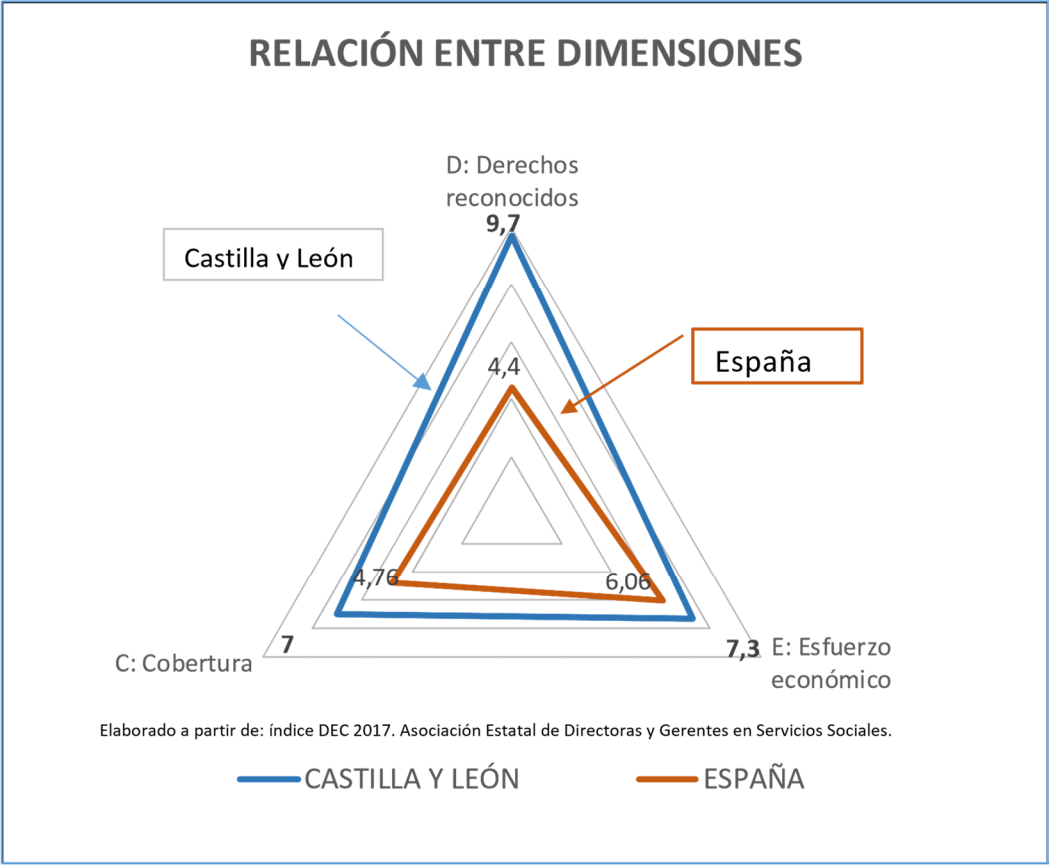 RELACIÓN ENTRE DIMENSIONES
D: Derechos
reconocidos
9,7
Castilla y León
España
4,4
4,76
6,06
7
C: Cobertura
7,3
E: Esfuerzo
económico
Elaborado a partir de: índice DEC 2017. Asociación Estatal de Directoras y Gerentes en Servicios Sociales.
CASTILLA Y LEÓN
ESPAÑA